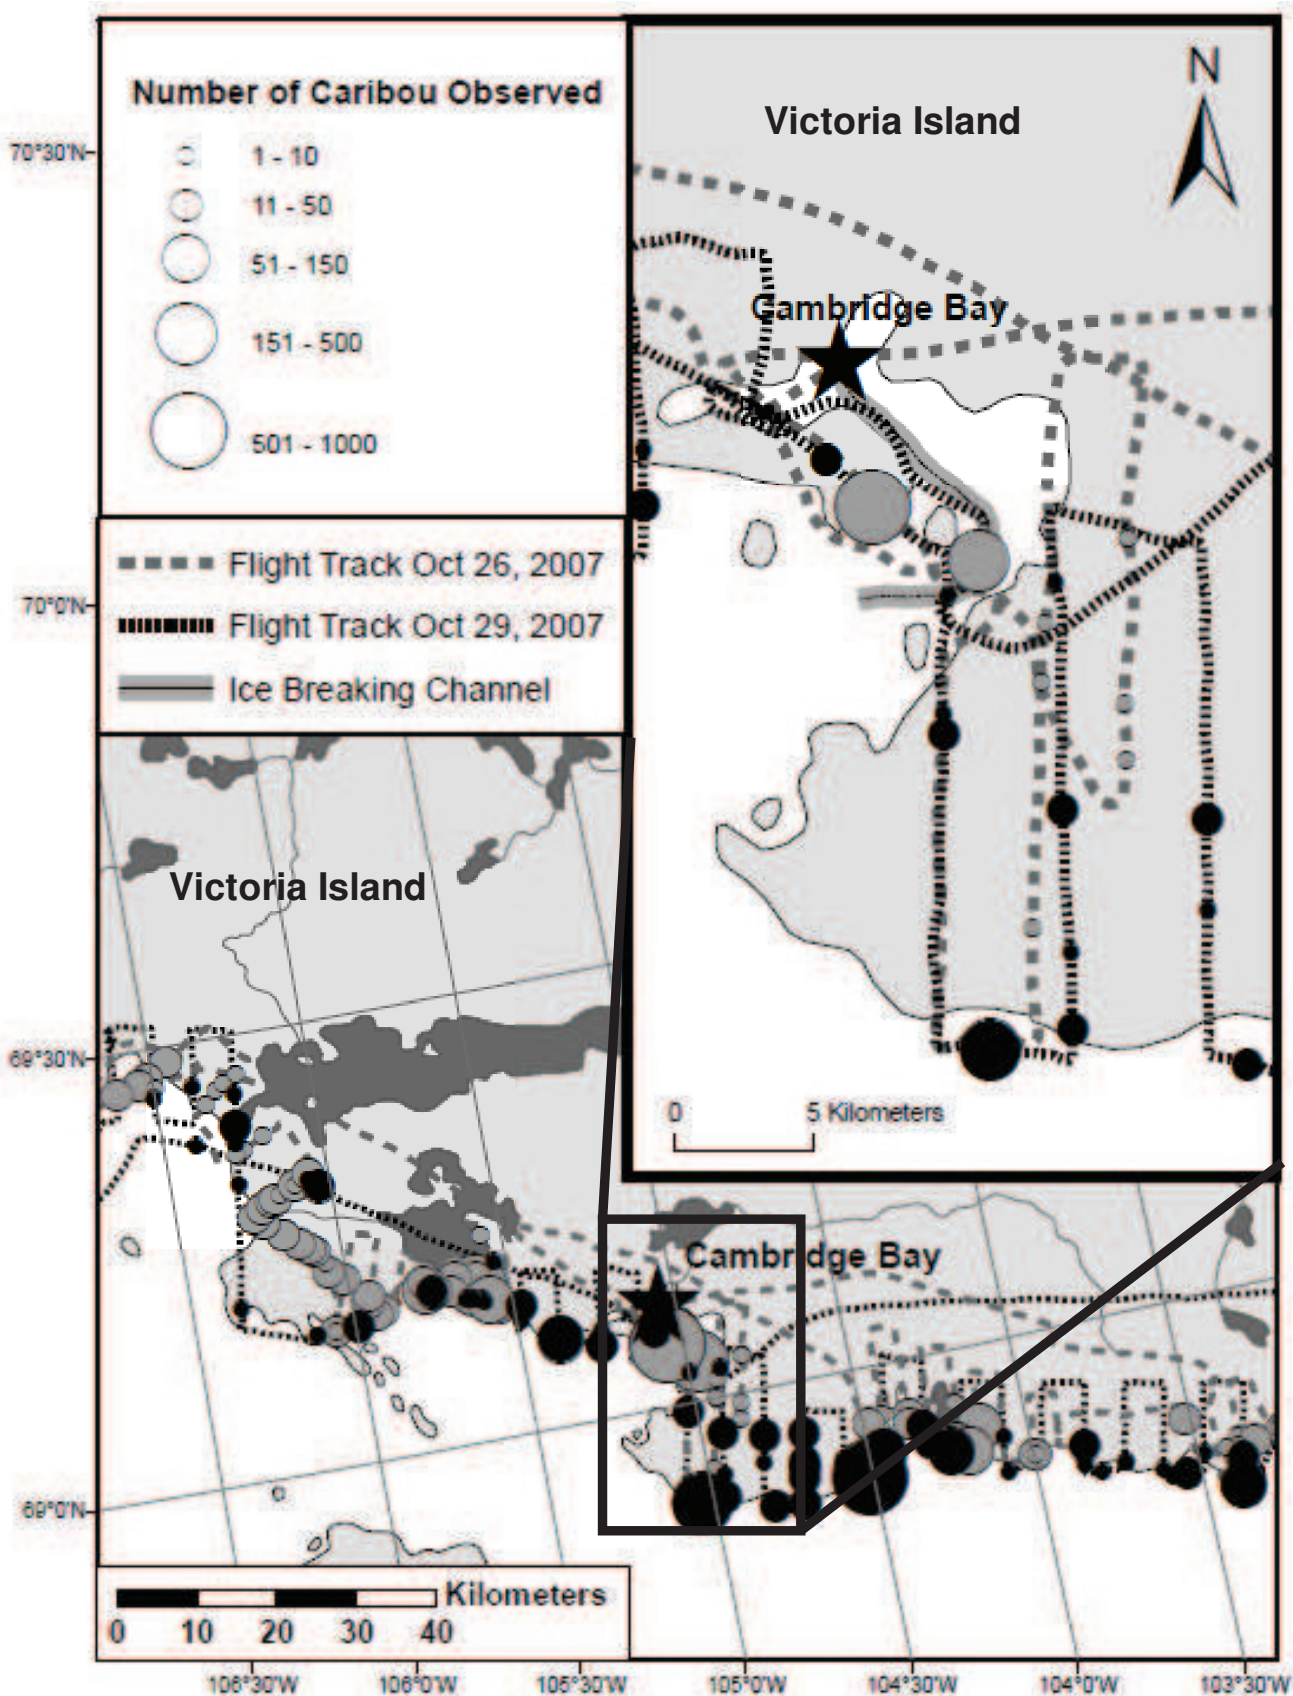 Number of Caribou Observed
1 - 10
11 - 50
51 - 150
151 - 500
501 - 1000
Flight Track Oct 26, 2007
Flight Track Oct 29, 2007
Ice Breaking Channel
N
Victoria Island
Cambridge Bay
0 5 Kilometers
70°30'N
70°0'N
69°30'N
69°0'N
Victoria Island
Cambridge Bay
Kilometers
0 10 20 30 40
106°30'W 106°0'W 105°30'W 105°0'W 104°30'W 104°0'W 103°30'W